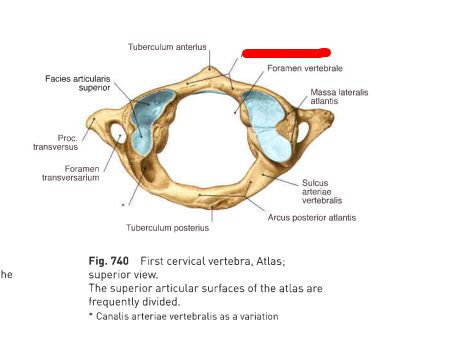 Tuberculum anterius
Foramen vertebrale
Facies articularis
superior
Massa lateralis
atlantis
Proc.
transversus
Foramen
transversarium
Sulcus
arteriae
vertebralis
*
Arcus posterior atlantis
Tuberculum posterius
Fig. 740 First cervical vertebra, Atlas;
superior view.
he
The superior articular surfaces of the atlas are
frequently divided.
* Canalis arteriae vertebralis as a variation